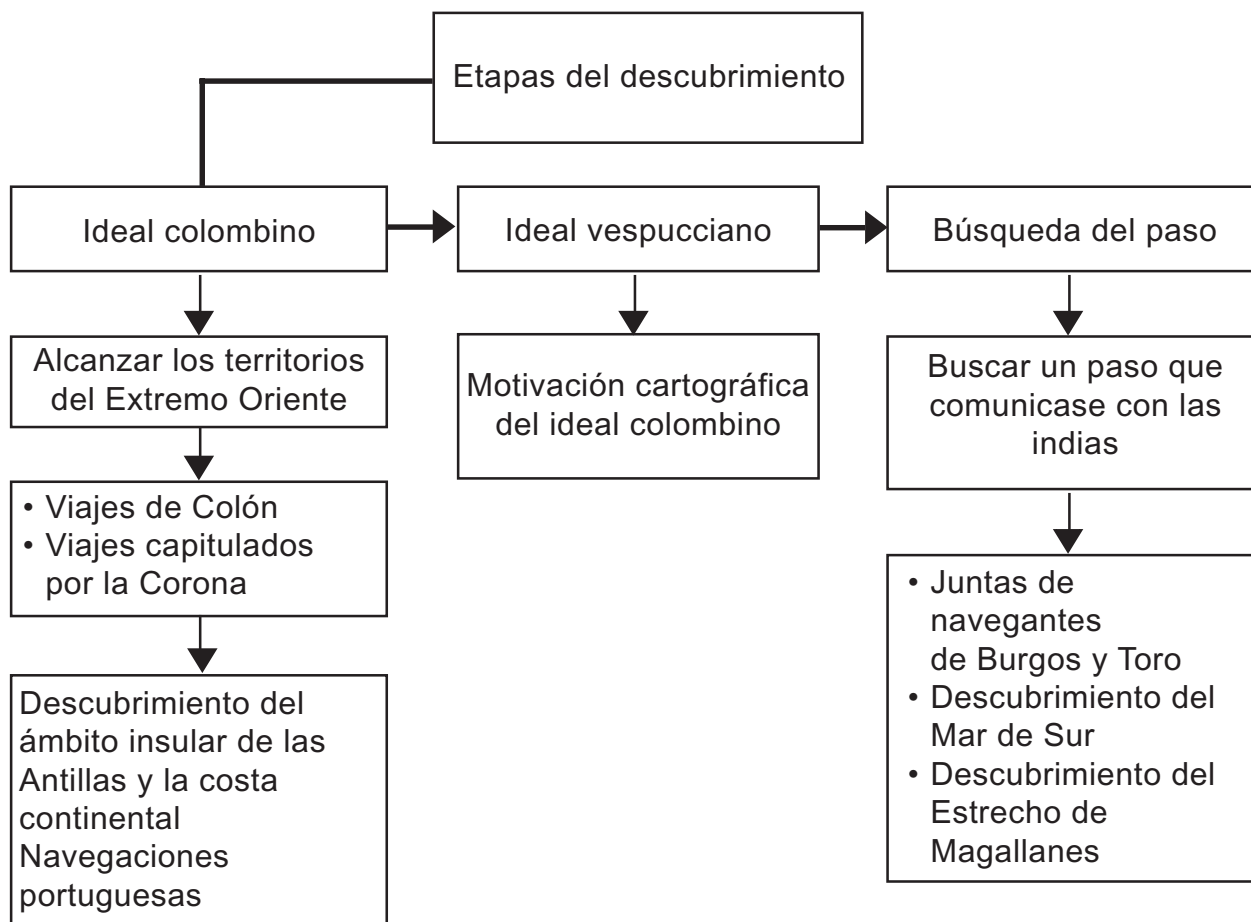 Etapas del descubrimiento
Ideal colombino
Ideal vespucciano
Búsqueda del paso
Alcanzar los territorios
del Extremo Oriente
Motivación cartográfica
del ideal colombino
Buscar un paso que
comunicase con las
indias
• Viajes de Colón
• Viajes capitulados
por la Corona
Descubrimiento del
ámbito insular de las
Antillas y la costa
continental
Navegaciones
portuguesas
• Juntas de
navegantes
de Burgos y Toro
• Descubrimiento del
Mar de Sur
• Descubrimiento del
Estrecho de
Magallanes